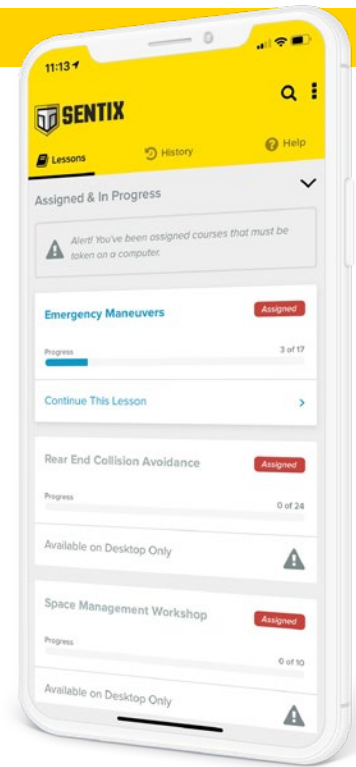 11:13
SENTIX
Lessons History Help
Assigned & In Progress
Alert! You've been assigned courses that must be
taken on a computer.
Emergency Maneuvers Assigned
Progress 3 of 17
Continue This Lesson
Rear End Collision Avoidance Assigned
Progress 0 of 24
Available on Desktop Only
Space Management Workshop Assigned
Progress 0 of 10
Available on Desktop Only